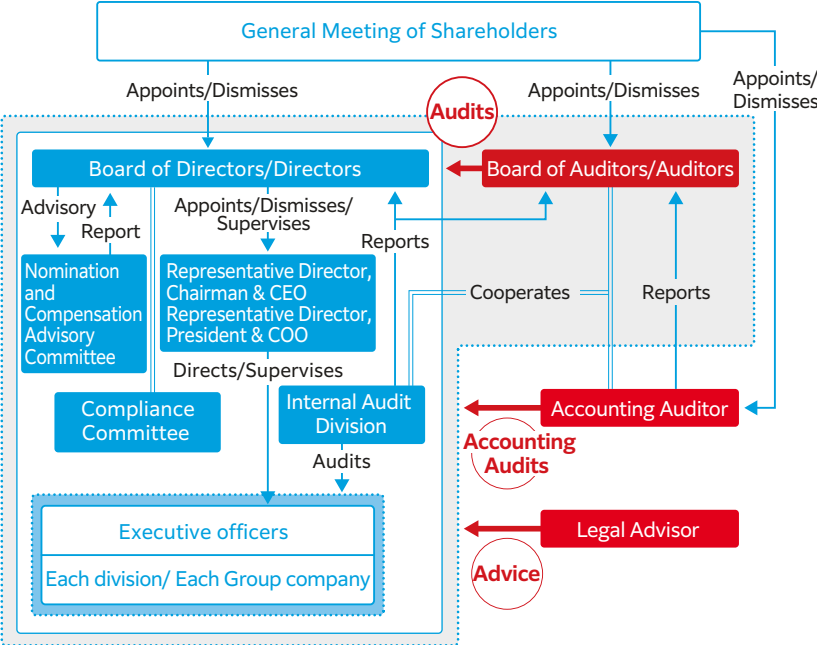 General Meeting of Shareholders
Appoints/Dismisses
Appoints/Dismisses
Appoints/
Dismisses
Audits
Board of Directors/Directors
Board of Auditors/Auditors
Advisory
Report
Appoints/Dismisses/
Supervises
Reports
Nomination
and
Compensation
Advisory
Committee
Representative Director,
Chairman & CEO
Representative Director,
President & COO
Cooperates
Reports
Directs/Supervises
Compliance
Committee
Internal Audit
Division
Accounting Auditor
Accounting
Audits
Audits
Executive officers
Each division/ Each Group company
Legal Advisor
Advice